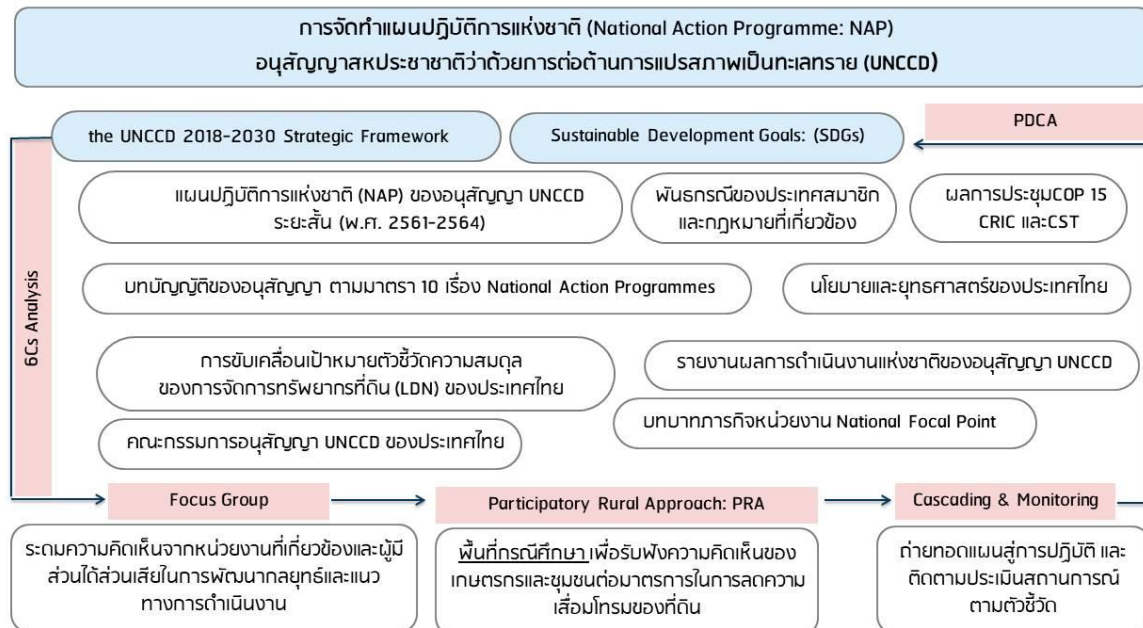 การจัดทำแผนปฏิบัติการแห่งชาติ (National Action Programme: NAP)
อนุสัญญาสหประชาชาติว่าด้วยการต่อต้านการแปรสภาพเป็นทะเลทราย (UNCCD)
PDCA
the UNCCD 2018-2030 Strategic Framework
Sustainable Development Goals: (SDGs)
6Cs Analysis
แผนปฏิบัติการแห่งชาติ (NAP) ของอนุสัญญา UNCCD
ระยะสั้น (พ.ศ. 2561-2564)
พันธกรณีของประเทศสมาชิก
และกฎหมายที่เกี่ยวข้อง
ผลการประชุมCOP 15
CRIC และCST
บทบัญญัติของอนุสัญญา ตามมาตรา 10 เรื่อง National Action Programmes
นโยบายและยุทธศาสตร์ของประเทศไทย
การขับเคลื่อนเป้าหมายตัวชี้วัดความสมดุล
ของการจัดการทรัพยากรที่ดิน (LDN) ของประเทศไทย
รายงานผลการดำเนินงานแห่งชาติของอนุสัญญา UNCCD
บทบาทภารกิจหน่วยงาน National Focal Point
คณะกรรมการอนุสัญญา UNCCD ของประเทศไทย
Focus Group
Participatory Rural Approach: PRA
Cascading & Monitoring
ระดมความคิดเห็นจากหน่วยงานที่เกี่ยวข้องและผู้มี
ส่วนได้ส่วนเสียในการพัฒนากลยุทธ์และแนว
ทางการดำเนินงาน
พื้นที่กรณีศึกษา เพื่อรับฟังความคิดเห็นของ
เกษตรกรและชุมชนต่อมาตรการในการลดความ
เสื่อมโทรมของที่ดิน
ถ่ายทอดแผนสู่การปฏิบัติ และ
ติดตามประเมินสถานการณ์
ตามตัวชี้วัด